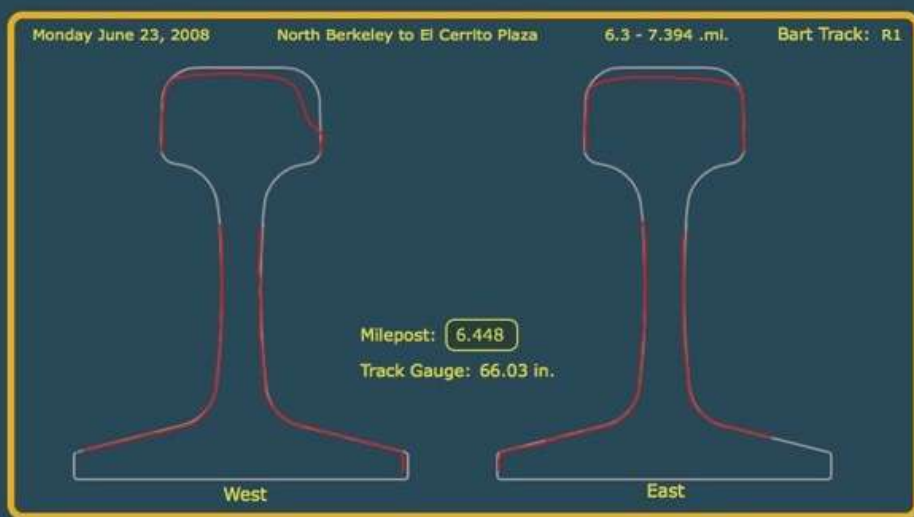 Monday June 23, 2008 North Berkeley to El Cerrito Plaza 6.3 - 7.394 .mi. Bart Track: R1
Milepost: 6.448
Track Gauge: 66.03 in.
West East